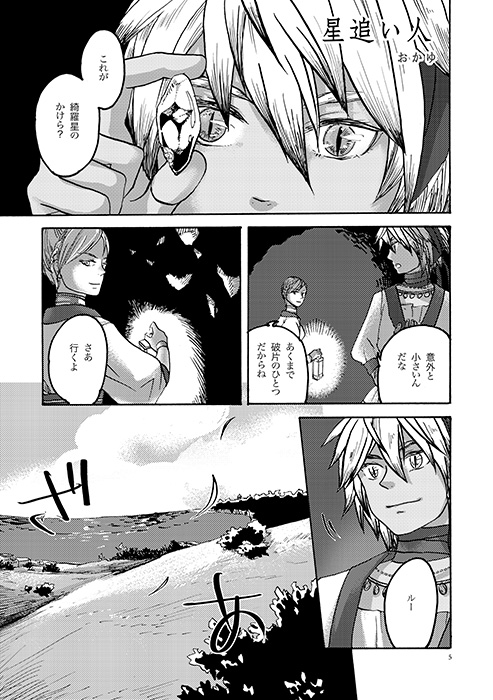 星追い人
おかゆ
これが
綺羅星の
かけら？
意外と
小さいん
だな
あくまで
破片のひとつ
だからね
さあ
行くよ
ルー
ギ
あ
5